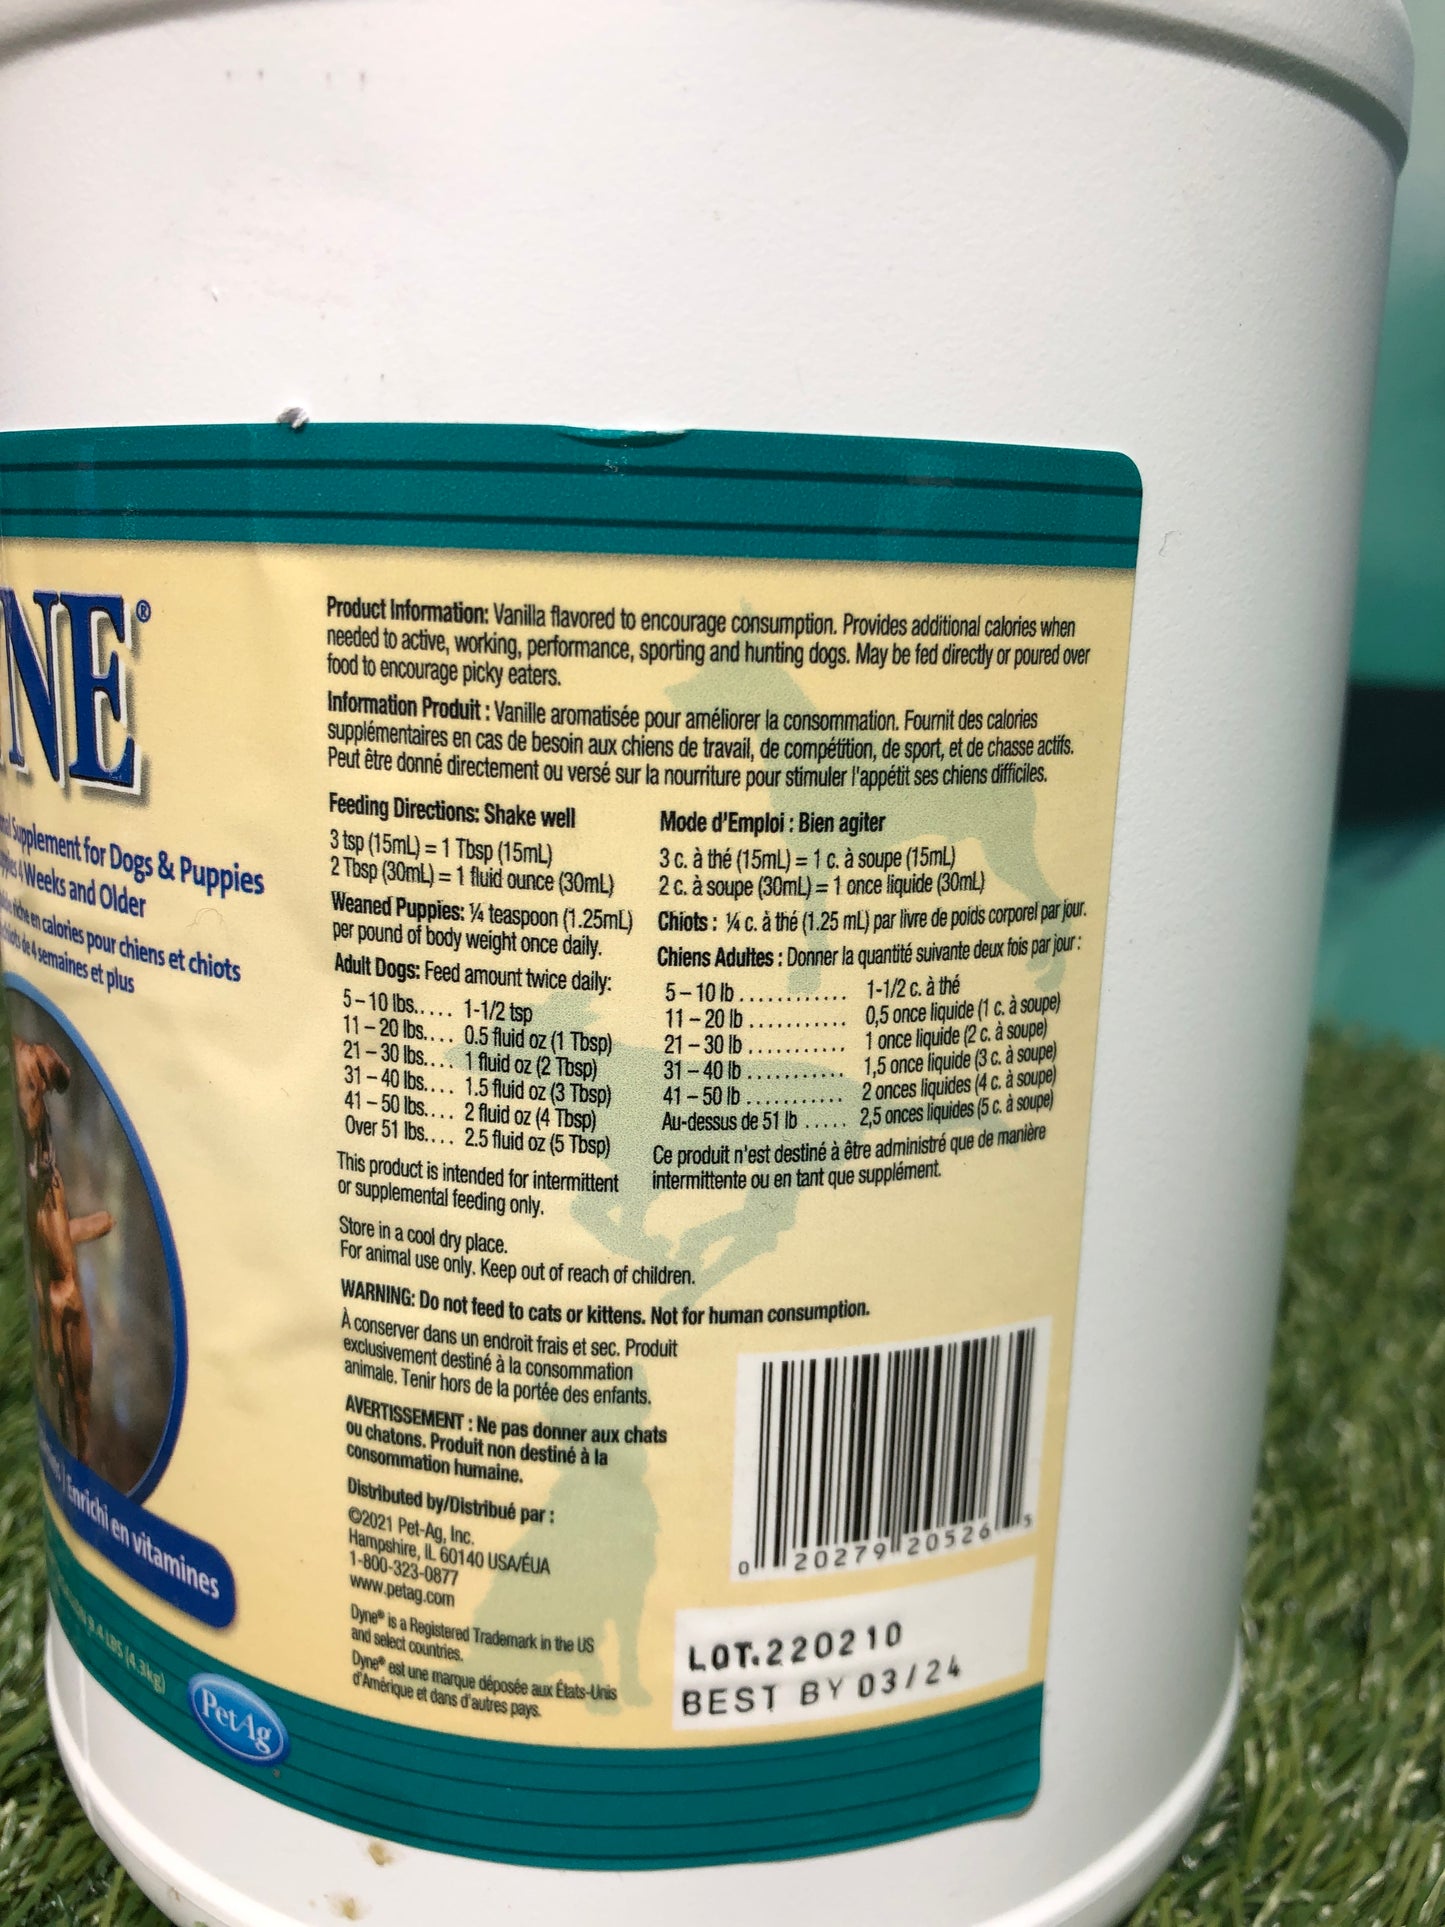 NE®
Supplement for Dogs & Puppies
4 Weeks and Older
riche en calories pour chiens et chiots
de 4 semaines et plus
Enrichi en vitamines
9.4 LBS (4.3kg)
PetAg
Product Information: Vanilla flavored to encourage consumption. Provides additional calories when
needed to active, working, performance, sporting and hunting dogs. May be fed directly or poured over
food to encourage picky eaters.
Information Produit : Vanille aromatisée pour améliorer la consommation. Fournit des calories
supplémentaires en cas de besoin aux chiens de travail, de compétition, de sport, et de chasse actifs.
Peut être donné directement ou versé sur la nourriture pour stimuler l'appétit ses chiens difficiles.
Feeding Directions: Shake well
3 tsp (15mL) = 1 Tbsp (15mL)
2 Tbsp (30mL) = 1 fluid ounce (30mL)
Weaned Puppies: ¼ teaspoon (1.25mL)
per pound of body weight once daily.
Adult Dogs: Feed amount twice daily:
5 – 10 lbs..... 1-1/2 tsp
11 – 20 lbs.... 0.5 fluid oz (1 Tbsp)
21 – 30 lbs.... 1 fluid oz (2 Tbsp)
31 – 40 lbs.... 1.5 fluid oz (3 Tbsp)
41 – 50 lbs.... 2 fluid oz (4 Tbsp)
Over 51 lbs.... 2.5 fluid oz (5 Tbsp)
This product is intended for intermittent
or supplemental feeding only.
Mode d'Emploi : Bien agiter
3 c. à thé (15mL) = 1 c. à soupe (15mL)
2 c. à soupe (30mL) = 1 once liquide (30mL)
Chiots : ¼ c. à thé (1.25 mL) par livre de poids corporel par jour.
Chiens Adultes : Donner la quantité suivante deux fois par jour :
5 – 10 lb ............ 1-1/2 c. à thé
11 – 20 lb ........... 0,5 once liquide (1 c. à soupe)
21 – 30 lb ........... 1 once liquide (2 c. à soupe)
31 – 40 lb ........... 1,5 once liquide (3 c. à soupe)
41 – 50 lb ........... 2 onces liquides (4 c. à soupe)
Au-dessus de 51 lb ..... 2,5 onces liquides (5 c. à soupe)
Ce produit n'est destiné à être administré que de manière
intermittente ou en tant que supplément.
Store in a cool dry place.
For animal use only. Keep out of reach of children.
WARNING: Do not feed to cats or kittens. Not for human consumption.
À conserver dans un endroit frais et sec. Produit
exclusivement destiné à la consommation
animale. Tenir hors de la portée des enfants.
AVERTISSEMENT : Ne pas donner aux chats
ou chatons. Produit non destiné à la
consommation humaine.
Distributed by/Distribué par :
©2021 Pet-Ag, Inc.
Hampshire, IL 60140 USA/ÉUA
1-800-323-0877
www.petag.com
Dyne® is a Registered Trademark in the US
and select countries.
Dyne® est une marque déposée aux États-Unis
d'Amérique et dans d'autres pays.
0 20279 20526 5
LOT.220210
BEST BY 03/24